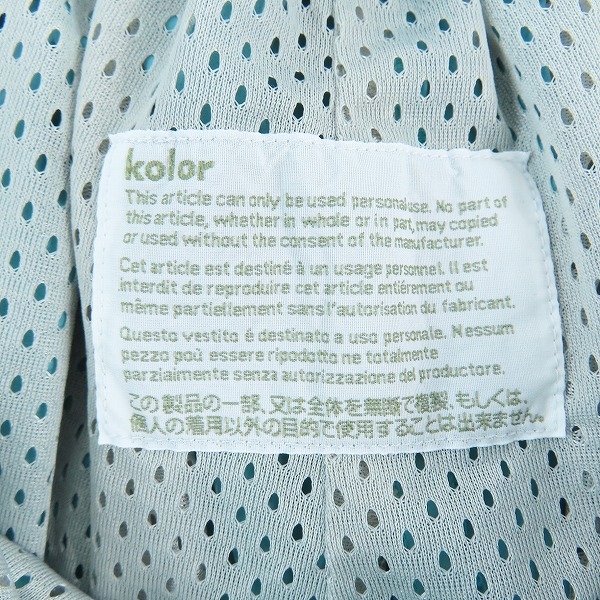 kolor
This article can only be used personaluse. No part of
this article, whether in whole or in part, may copied
or used without the consent of the manufacturer.
Cet article est destiné à un usage personnel. Il est
interdit de reproduire cet article entiérement ou
même partiellement sans l'autorisation du fabricant.
Questo vestito é destinato a uso personale. Nessum
pezzo può essere ripodotto ne totalmente
parzialmente senza autorizzazione del productore.
この製品の一部、又は全体を無断で複製、もしくは、
個人の着用以外の目的で使用することは出来ません。